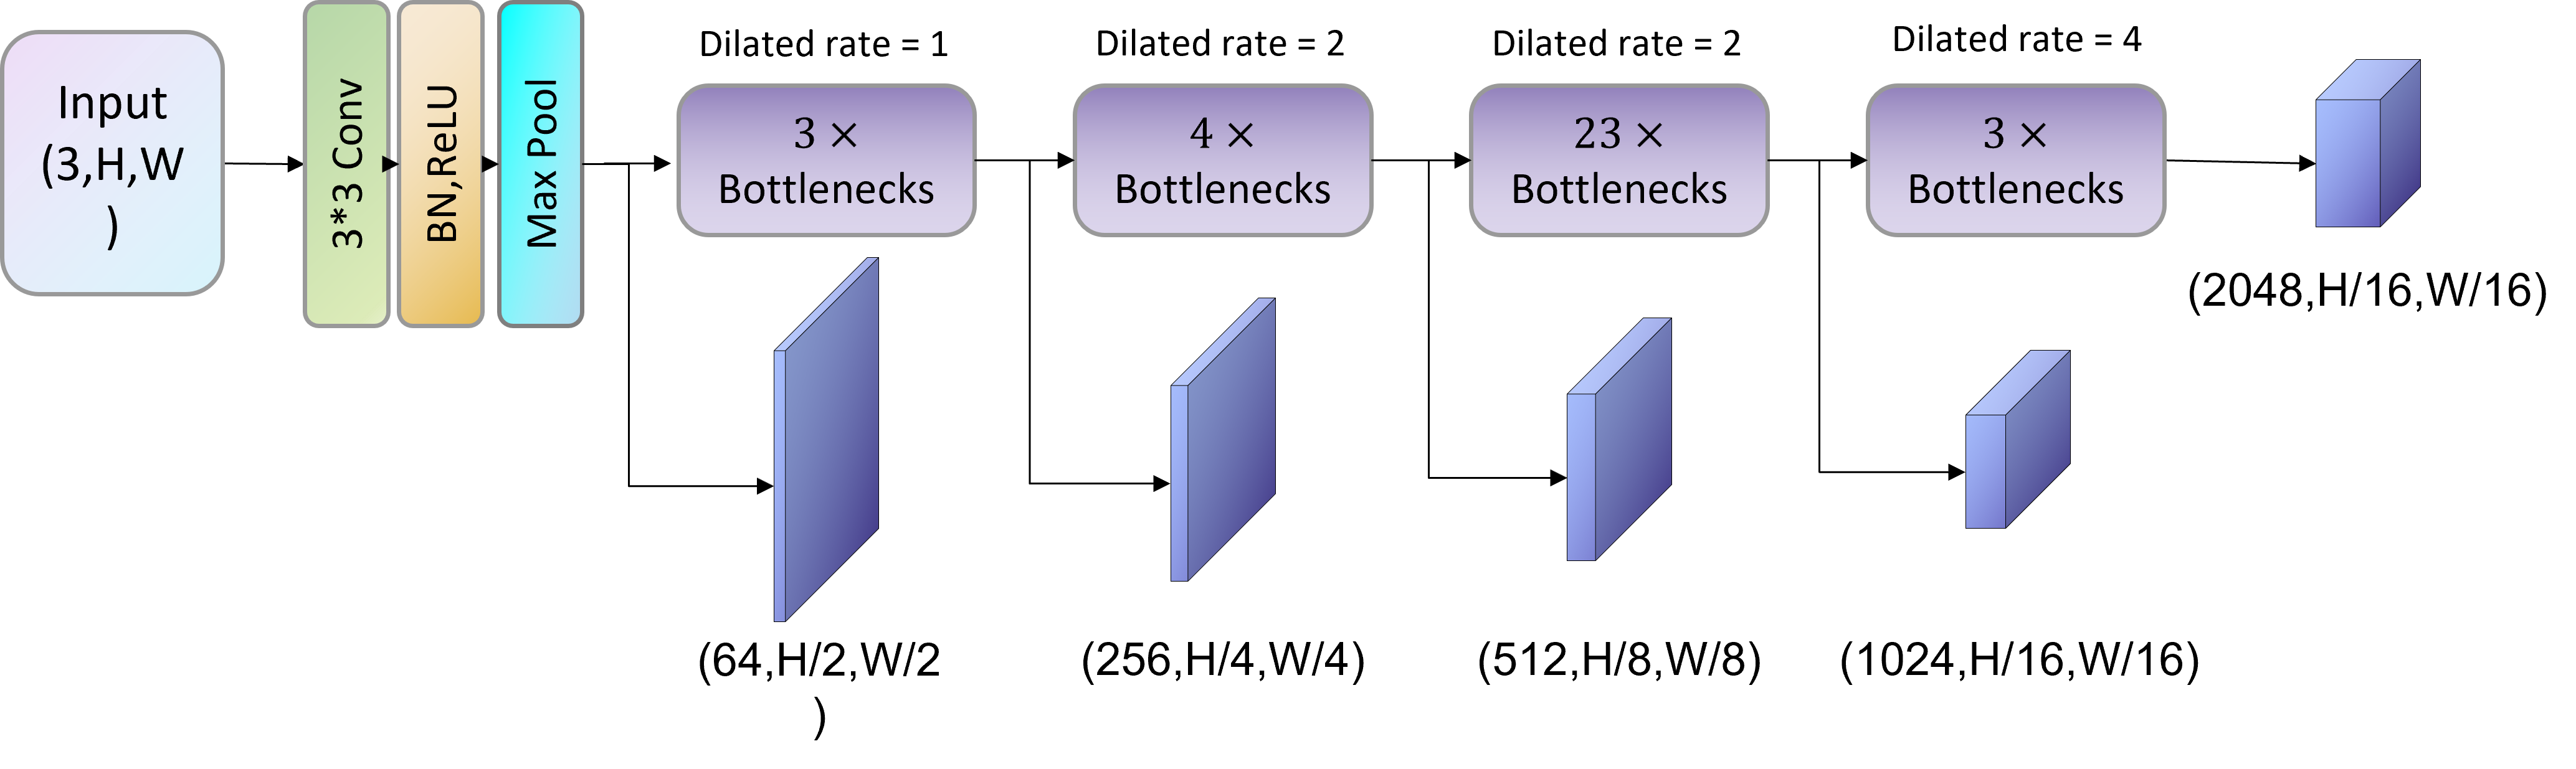 Input
(3,H,W
)
3*3 Conv
BN,ReLU
Max Pool
Dilated rate = 1
3 ×
Bottlenecks
Dilated rate = 2
4 ×
Bottlenecks
Dilated rate = 2
23 ×
Bottlenecks
Dilated rate = 4
3 ×
Bottlenecks
(2048,H/16,W/16)
(64,H/2,W/2
)
(256,H/4,W/4)
(512,H/8,W/8)
(1024,H/16,W/16)